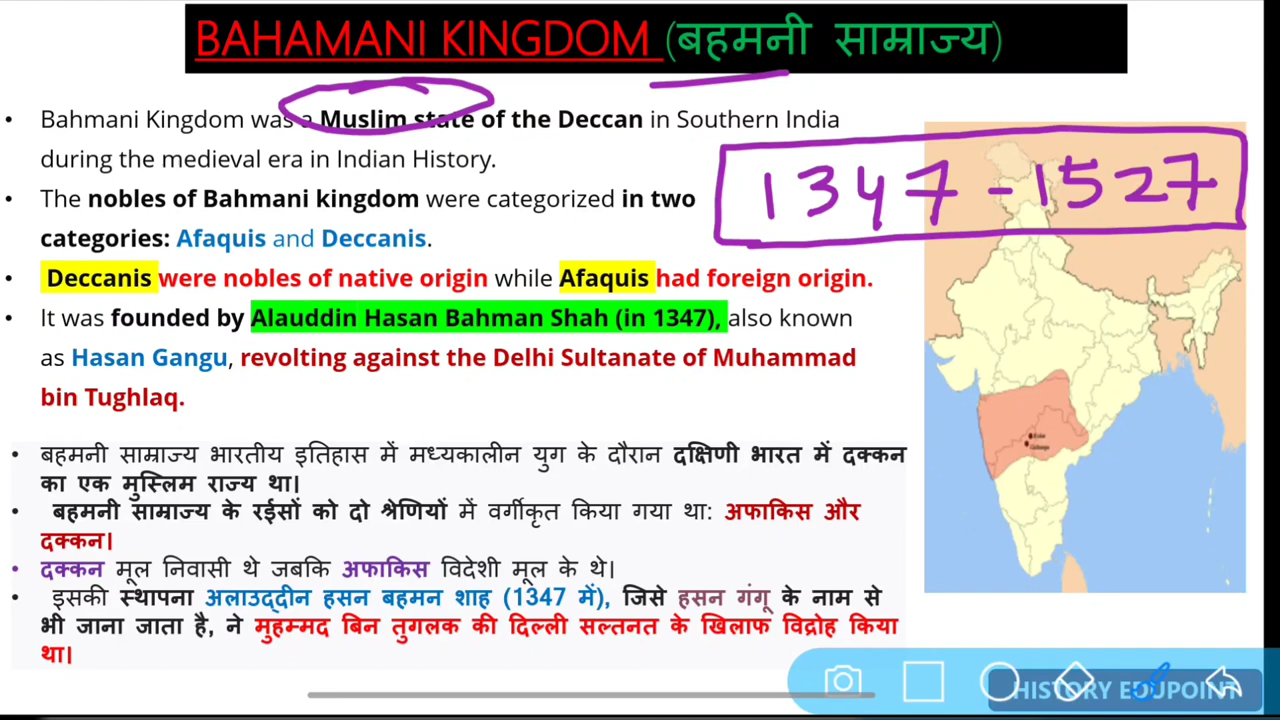 BAHAMANI KINGDOM (बहमनी साम्राज्य)
• Bahmani Kingdom was a Muslim state of the Deccan in Southern India
during the medieval era in Indian History.
1347 - 1527
• The nobles of Bahmani kingdom were categorized in two
categories: Afaquis and Deccanis.
• Deccanis were nobles of native origin while Afaquis had foreign origin.
• It was founded by Alauddin Hasan Bahman Shah (in 1347), also known
as Hasan Gangu, revolting against the Delhi Sultanate of Muhammad
bin Tughlaq.
• बहमनी साम्राज्य भारतीय इतिहास में मध्यकालीन युग के दौरान दक्षिणी भारत में दक्कन
का एक मुस्लिम राज्य था।
• बहमनी साम्राज्य के रईसों को दो श्रेणियों में वर्गीकृत किया गया था: अफाकिस और
दक्कन।
• दक्कन मूल निवासी थे जबकि अफाकिस विदेशी मूल के थे।
• इसकी स्थापना अलाउद्दीन हसन बहमन शाह (1347 में), जिसे हसन गंगू के नाम से
भी जाना जाता है, ने मुहम्मद बिन तुगलक की दिल्ली सल्तनत के खिलाफ विद्रोह किया
था।
HISTORY EDUPOINT